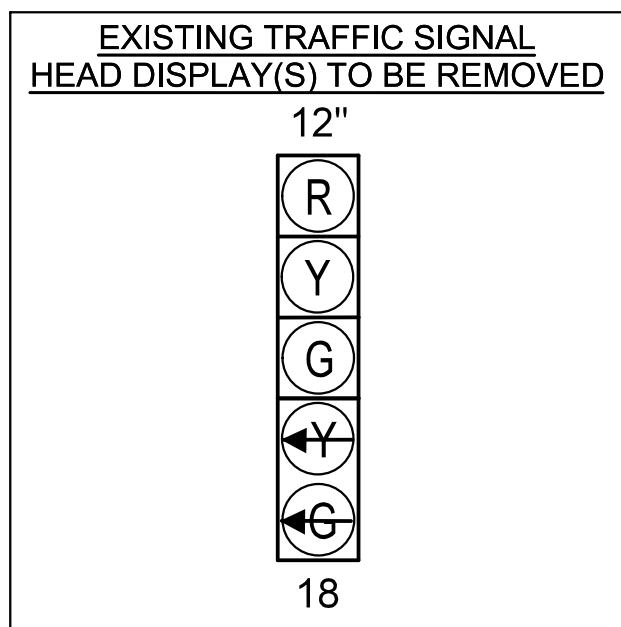 EXISTING TRAFFIC SIGNAL
HEAD DISPLAY(S) TO BE REMOVED
12"
R
Y
G
Y
G
18